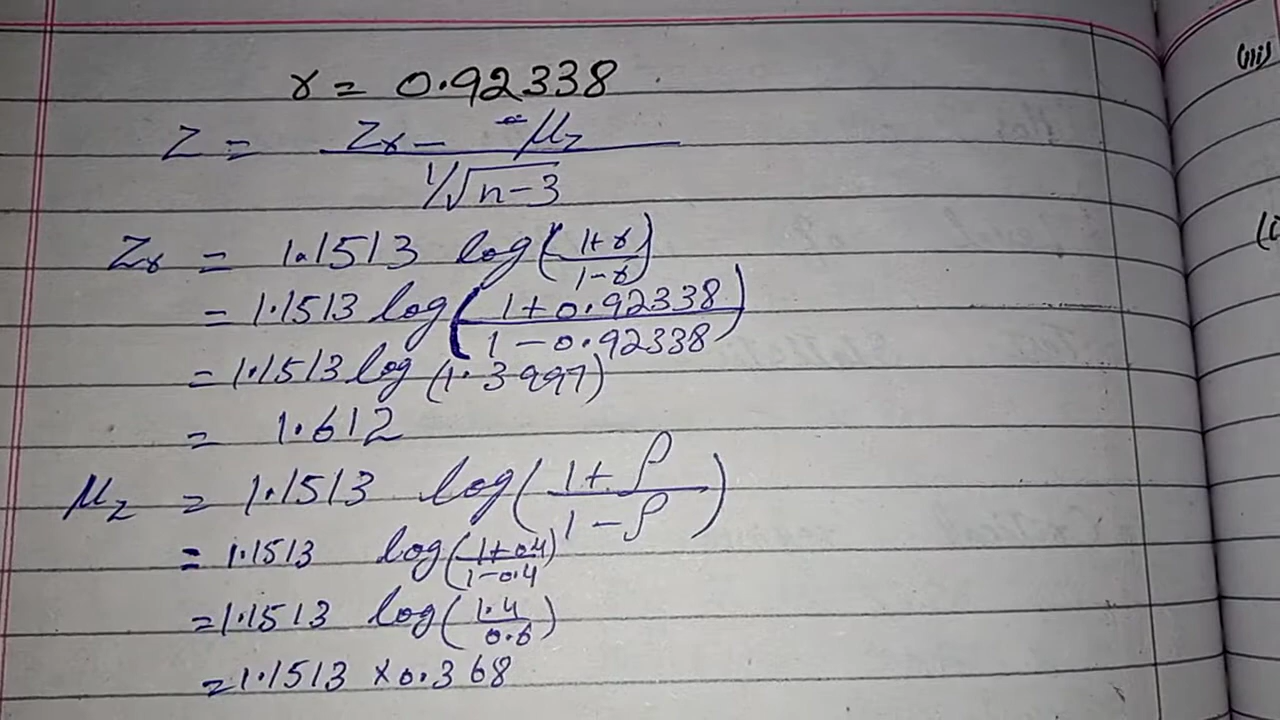 r = 0.92338
Z = Zr - μz / 1/√n-3
Zr = 1.1513 log(1+r / 1-r)
= 1.1513 log(1+0.92338 / 1-0.92338)
= 1.1513 log (1.3997)
= 1.612
μz = 1.1513 log(1+ρ / 1-ρ)
= 1.1513 log(1+0.4 / 1-0.4)
= 1.1513 log(1.4 / 0.6)
= 1.1513 × 0.368
(iii)